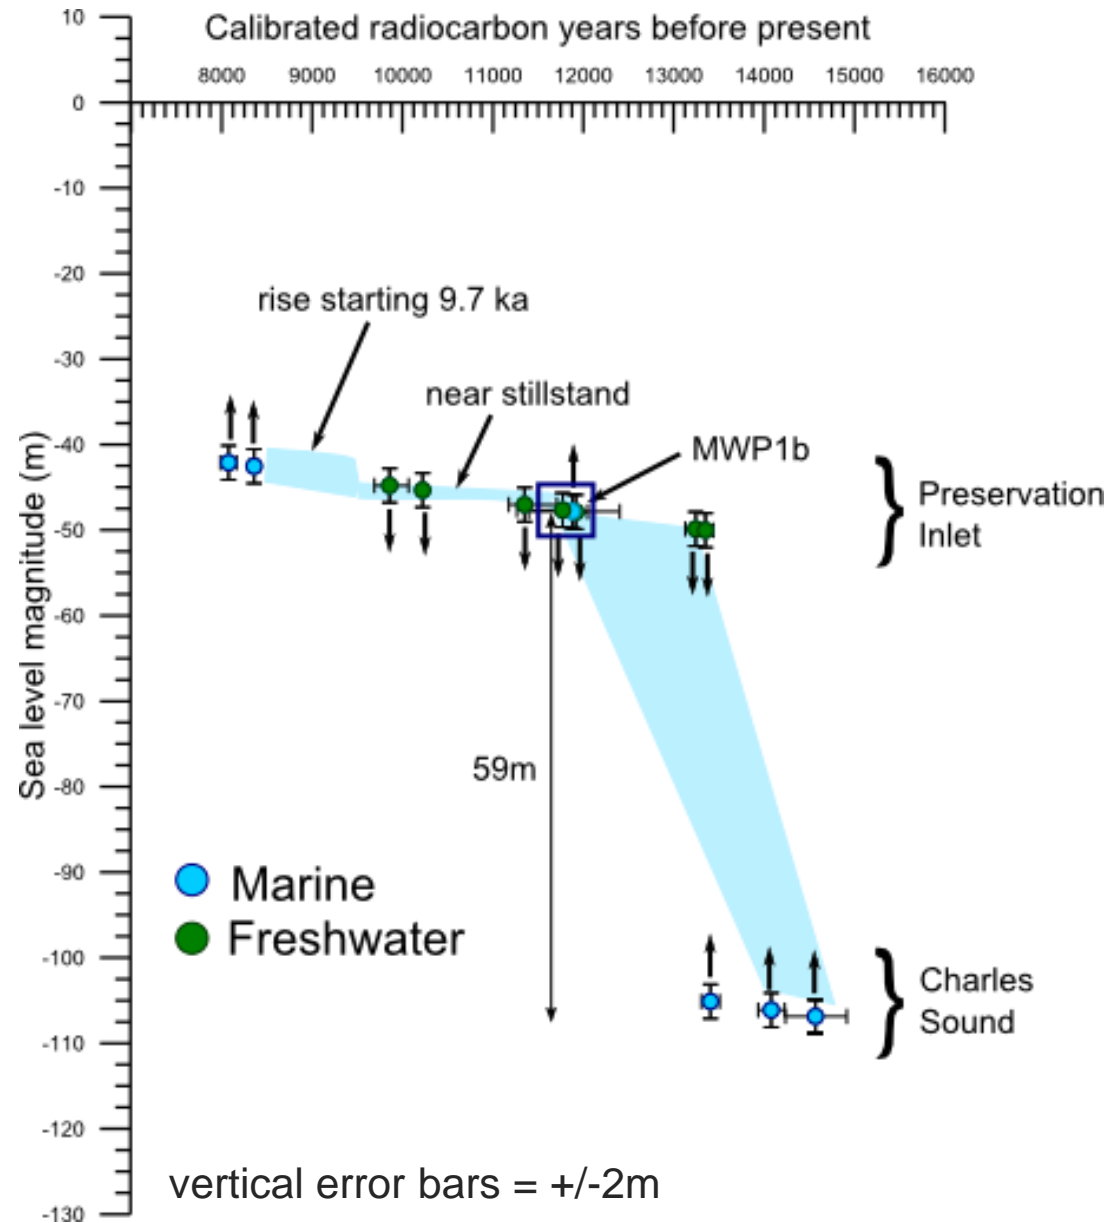 Calibrated radiocarbon years before present
8000 9000 10000 11000 12000 13000 14000 15000 16000
10
0
-10
-20
-30
-40
-50
-60
-70
-80
-90
-100
-110
-120
-130
Sea level magnitude (m)
rise starting 9.7 ka
near stillstand
MWP1b
Preservation
Inlet
59m
Marine
Freshwater
Charles
Sound
vertical error bars = +/-2m